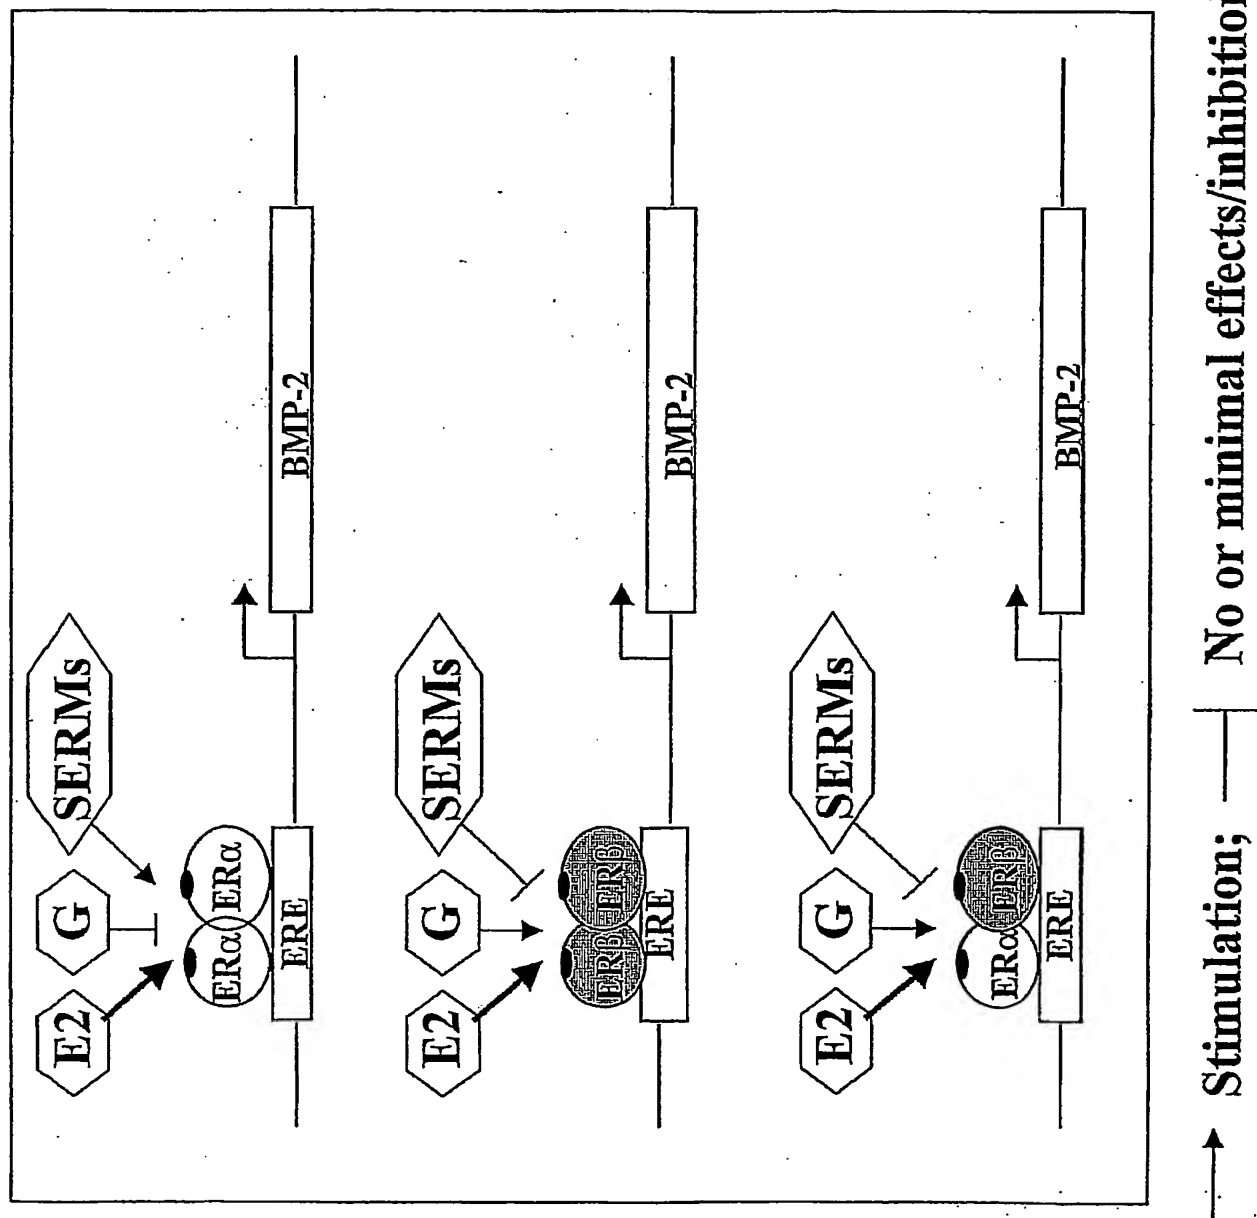 E2 G SERMs
ERα ERα
ERE BMP-2
E2 G SERMs
ERβ ERβ
ERE BMP-2
E2 G SERMs
ERα ERβ
ERE BMP-2
Stimulation; No or minimal effects/inhibition